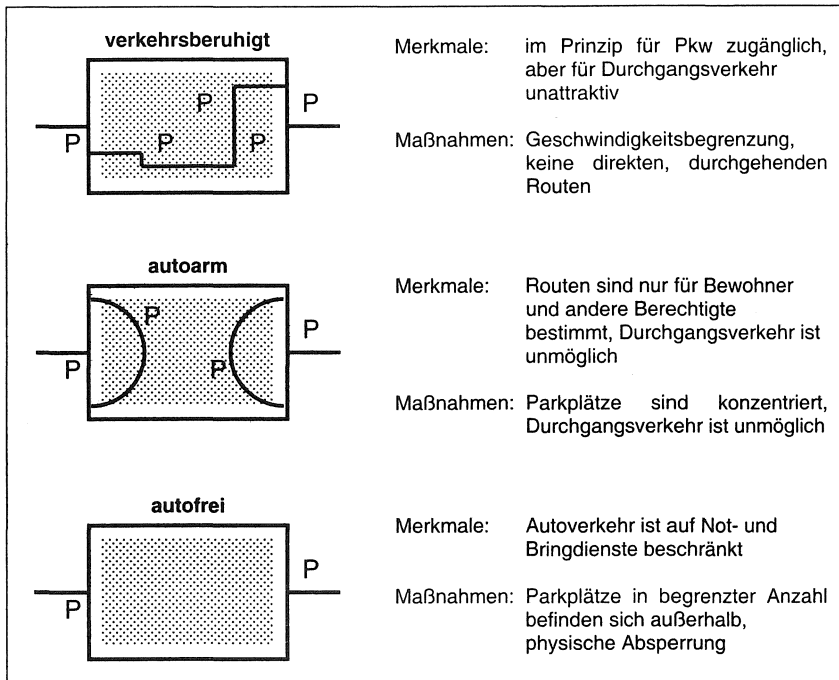 verkehrsberuhigt
P
P
P
P
P
Merkmale: im Prinzip für Pkw zugänglich,
aber für Durchgangsverkehr
unattraktiv
Maßnahmen: Geschwindigkeitsbegrenzung,
keine direkten, durchgehenden
Routen
autoarm
P
P
P
P
Merkmale: Routen sind nur für Bewohner
und andere Berechtigte
bestimmt, Durchgangsverkehr ist
unmöglich
Maßnahmen: Parkplätze sind konzentriert,
Durchgangsverkehr ist unmöglich
autofrei
P
P
Merkmale: Autoverkehr ist auf Not- und
Bringdienste beschränkt
Maßnahmen: Parkplätze in begrenzter Anzahl
befinden sich außerhalb,
physische Absperrung